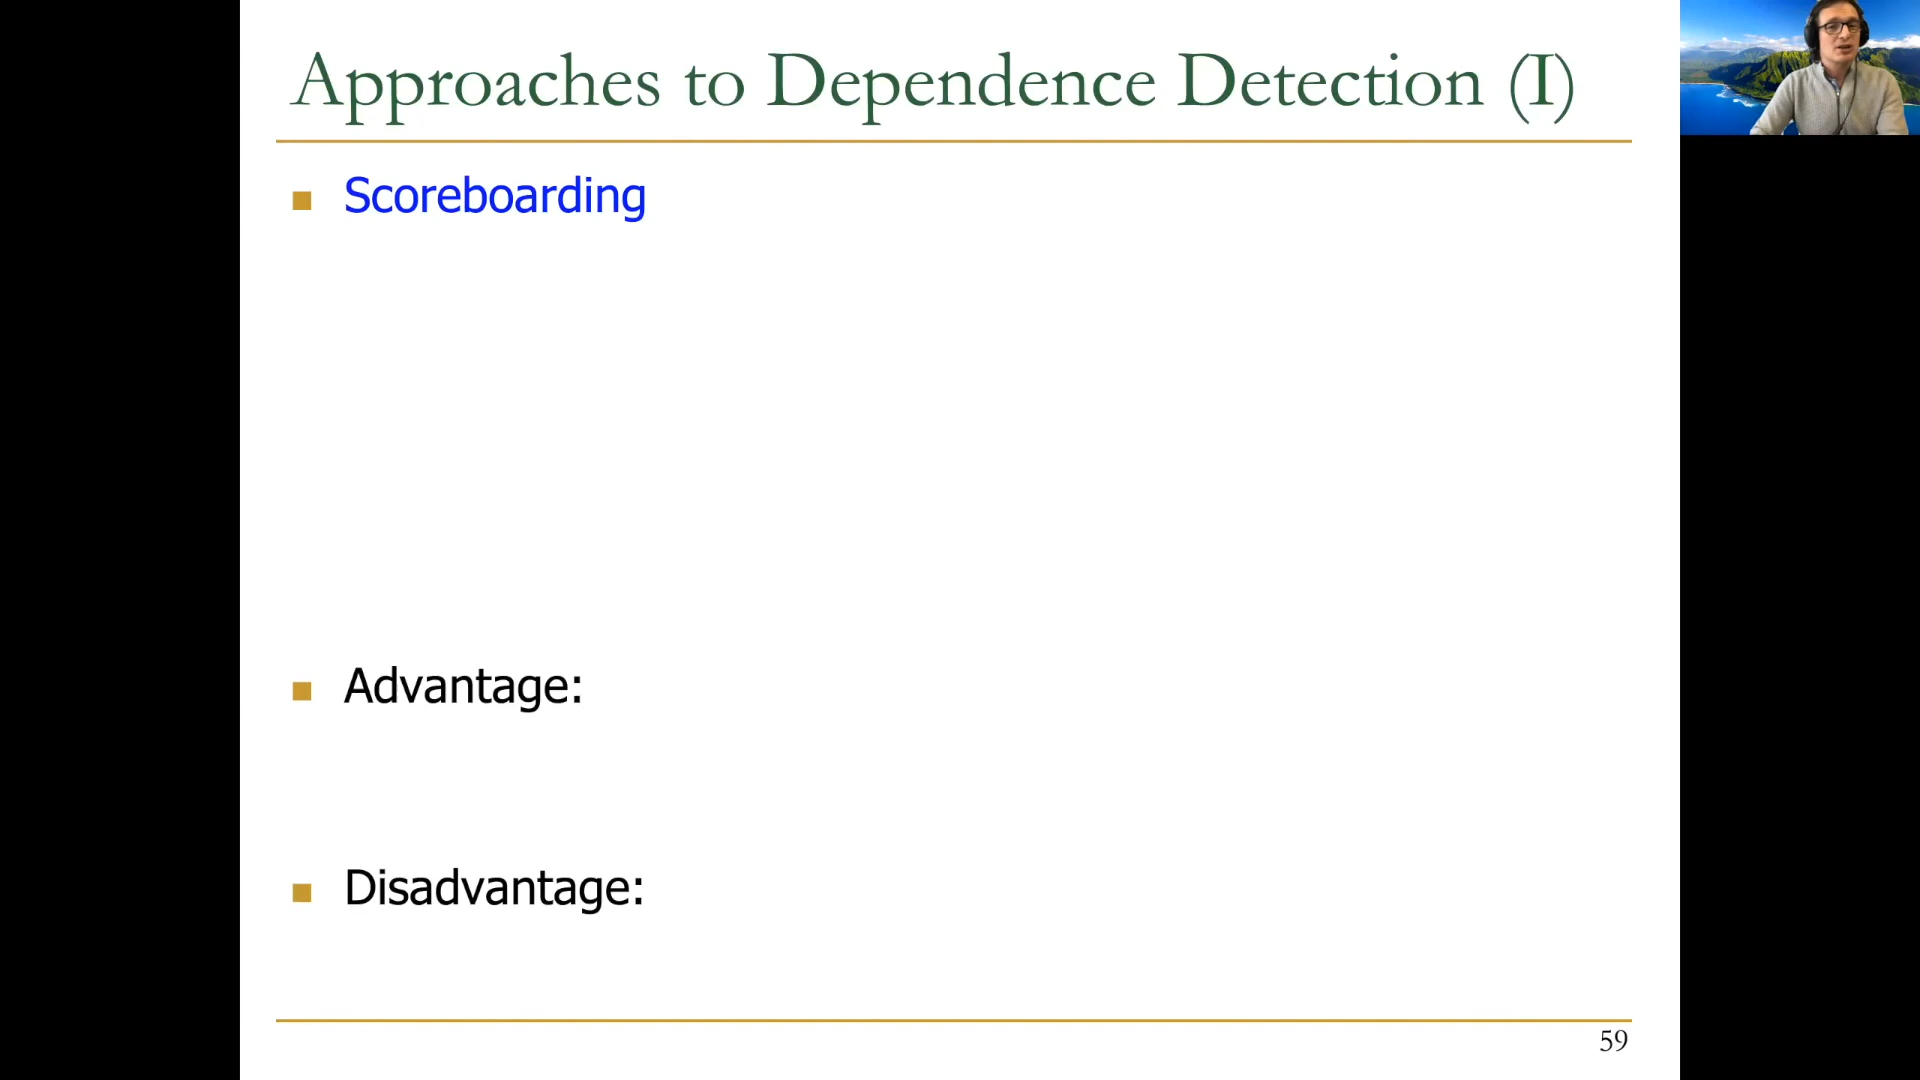 Approaches to Dependence Detection (I)
Scoreboarding
Advantage:
Disadvantage:
59